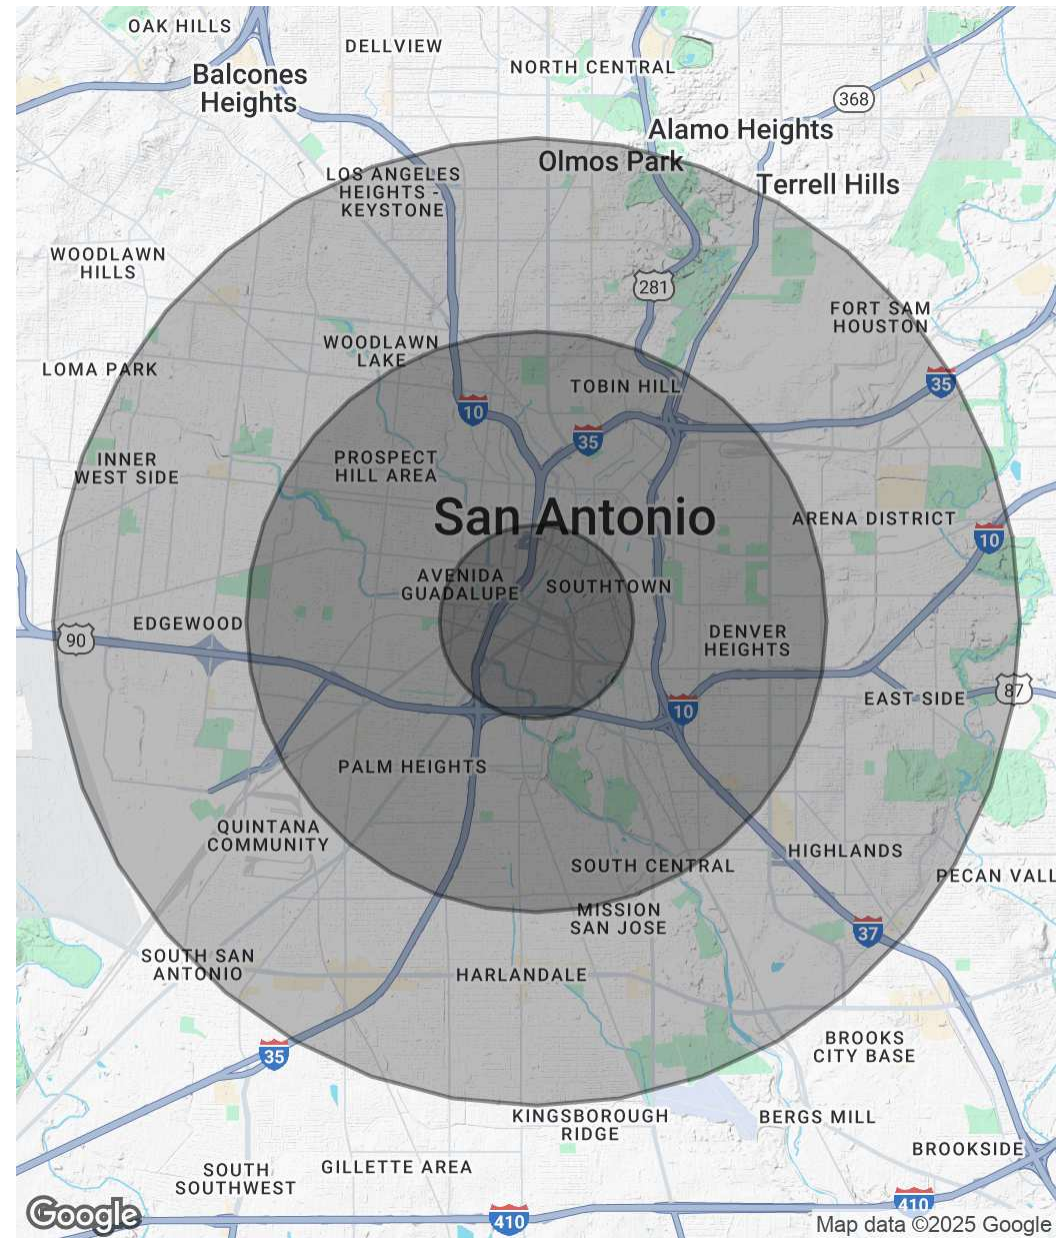 OAK HILLS
DELLVIEW
NORTH CENTRAL
Balcones
Heights
368
Alamo Heights
Olmos Park
LOS ANGELES
HEIGHTS -
KEYSTONE
Terrell Hills
WOODLAWN
HILLS
281
FORT SAM
HOUSTON
WOODLAWN
LAKE
LOMA PARK
TOBIN HILL
35
10
35
PROSPECT
HILL AREA
INNER
WEST SIDE
San Antonio
ARENA DISTRICT
10
AVENIDA
GUADALUPE
SOUTHTOWN
EDGEWOOD
90
DENVER
HEIGHTS
87
EAST SIDE
10
PALM HEIGHTS
QUINTANA
COMMUNITY
HIGHLANDS
SOUTH CENTRAL
PECAN VALL
MISSION
SAN JOSE
37
SOUTH SAN
ANTONIO
HARLANDALE
BROOKS
CITY BASE
35
KINGSBOROUGH
RIDGE
BERGS MILL
BROOKSIDE
GILLETTE AREA
SOUTH
SOUTHWEST
410
410
Google
Map data ©2025 Google